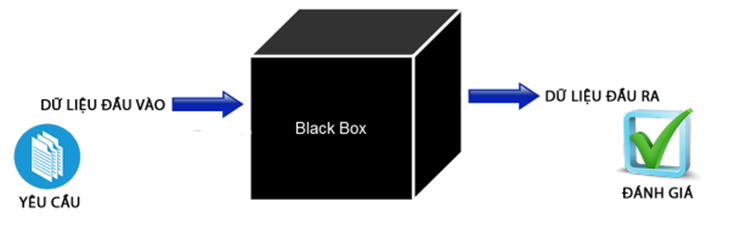 DỮ LIỆU ĐẦU VÀO
Black Box
DỮ LIỆU ĐẦU RA
YÊU CẦU
ĐÁNH GIÁ